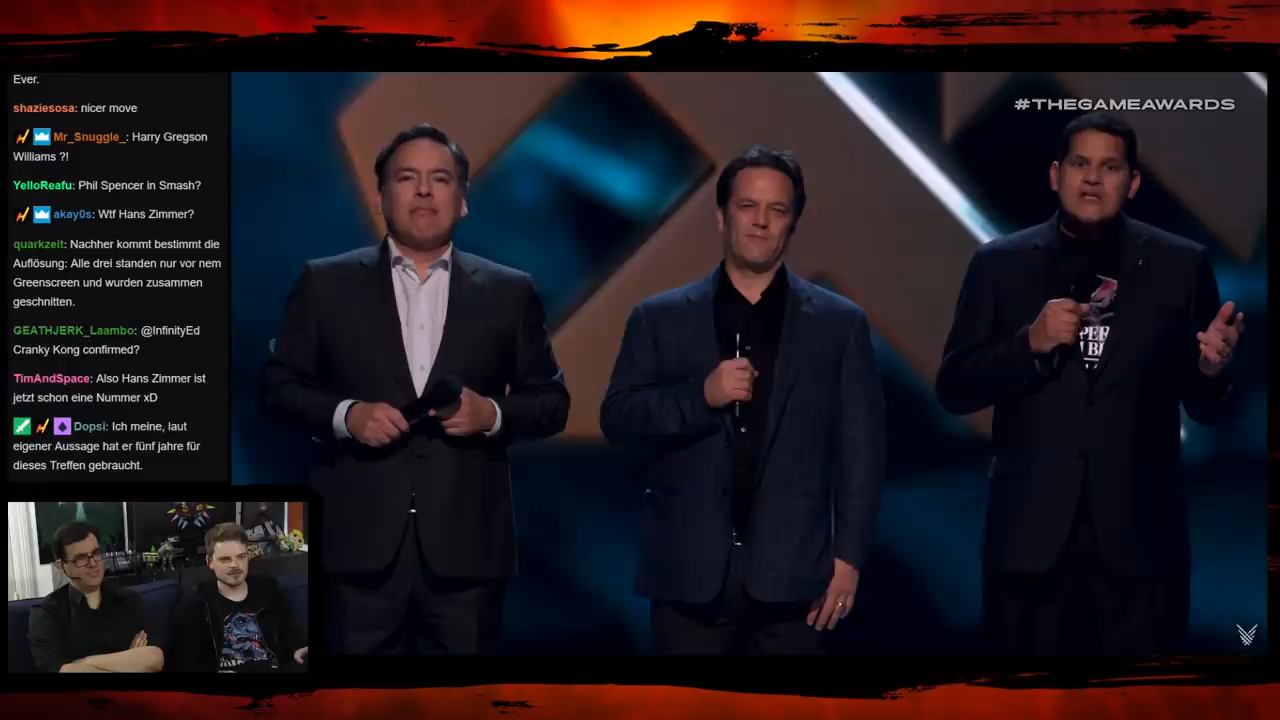 Ever.
shaziesosa: nicer move
Mr_Snuggle_: Harry Gregson
Williams ?!
YelloReafu: Phil Spencer in Smash?
akay0s: Wtf Hans Zimmer?
quarkzeit: Nachher kommt bestimmt die
Auflösung: Alle drei standen nur vor nem
Greenscreen und wurden zusammen
geschnitten.
GEATHJERK_Laambo: @InfinityEd
Cranky Kong confirmed?
TimAndSpace: Also Hans Zimmer ist
jetzt schon eine Nummer xD
Dopsi: Ich meine, laut
eigener Aussage hat er fünf jahre für
dieses Treffen gebraucht.
#THEGAMEAWARDS